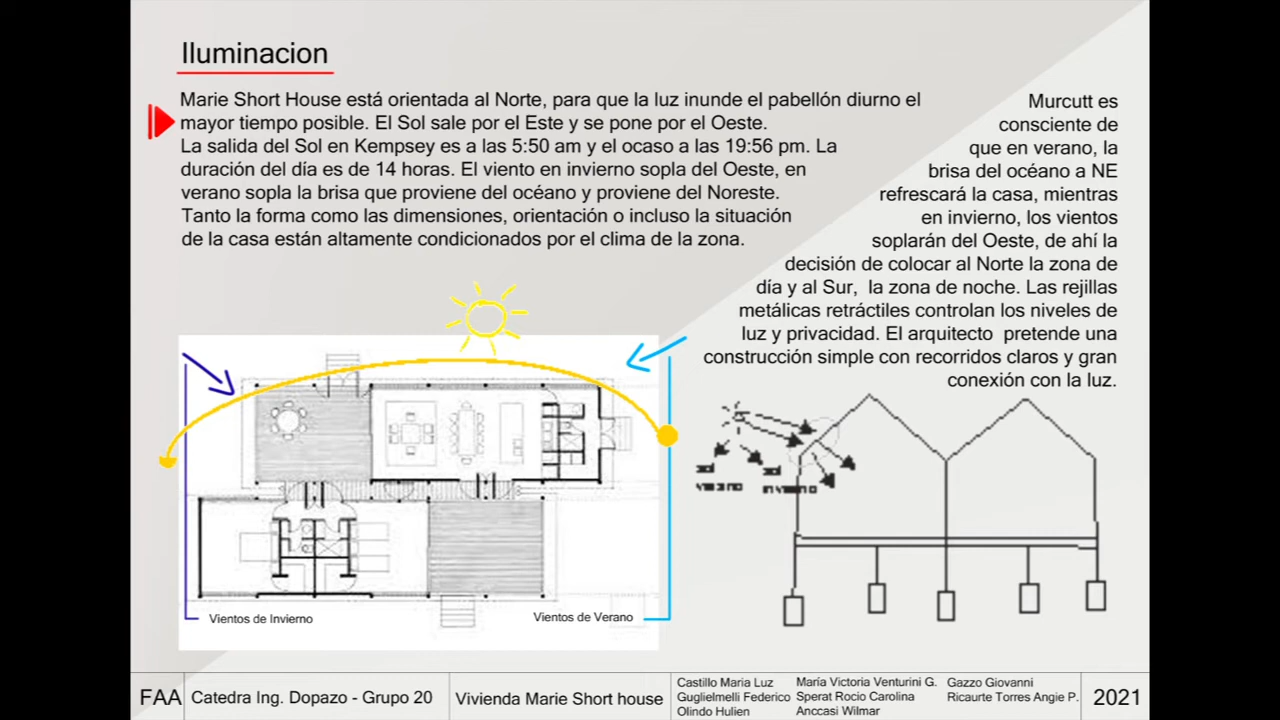 Iluminacion
Marie Short House está orientada al Norte, para que la luz inunde el pabellón diurno el
mayor tiempo posible. El Sol sale por el Este y se pone por el Oeste.
La salida del Sol en Kempsey es a las 5:50 am y el ocaso a las 19:56 pm. La
duración del día es de 14 horas. El viento en invierno sopla del Oeste, en
verano sopla la brisa que proviene del océano y proviene del Noreste.
Tanto la forma como las dimensiones, orientación o incluso la situación
de la casa están altamente condicionados por el clima de la zona.
Murcutt es
consciente de
que en verano, la
brisa del océano a NE
refrescará la casa, mientras
en invierno, los vientos
soplarán del Oeste, de ahí la
decisión de colocar al Norte la zona de
día y al Sur, la zona de noche. Las rejillas
metálicas retráctiles controlan los niveles de
luz y privacidad. El arquitecto pretende una
construcción simple con recorridos claros y gran
conexión con la luz.
sol
verano
sol
invierno
Vientos de Invierno
Vientos de Verano
FAA
Catedra Ing. Dopazo - Grupo 20
Vivienda Marie Short house
Castillo Maria Luz
Guglielmelli Federico
Olindo Hulien
María Victoria Venturini G.
Sperat Rocio Carolina
Anccasi Wilmar
Gazzo Giovanni
Ricaurte Torres Angie P.
2021